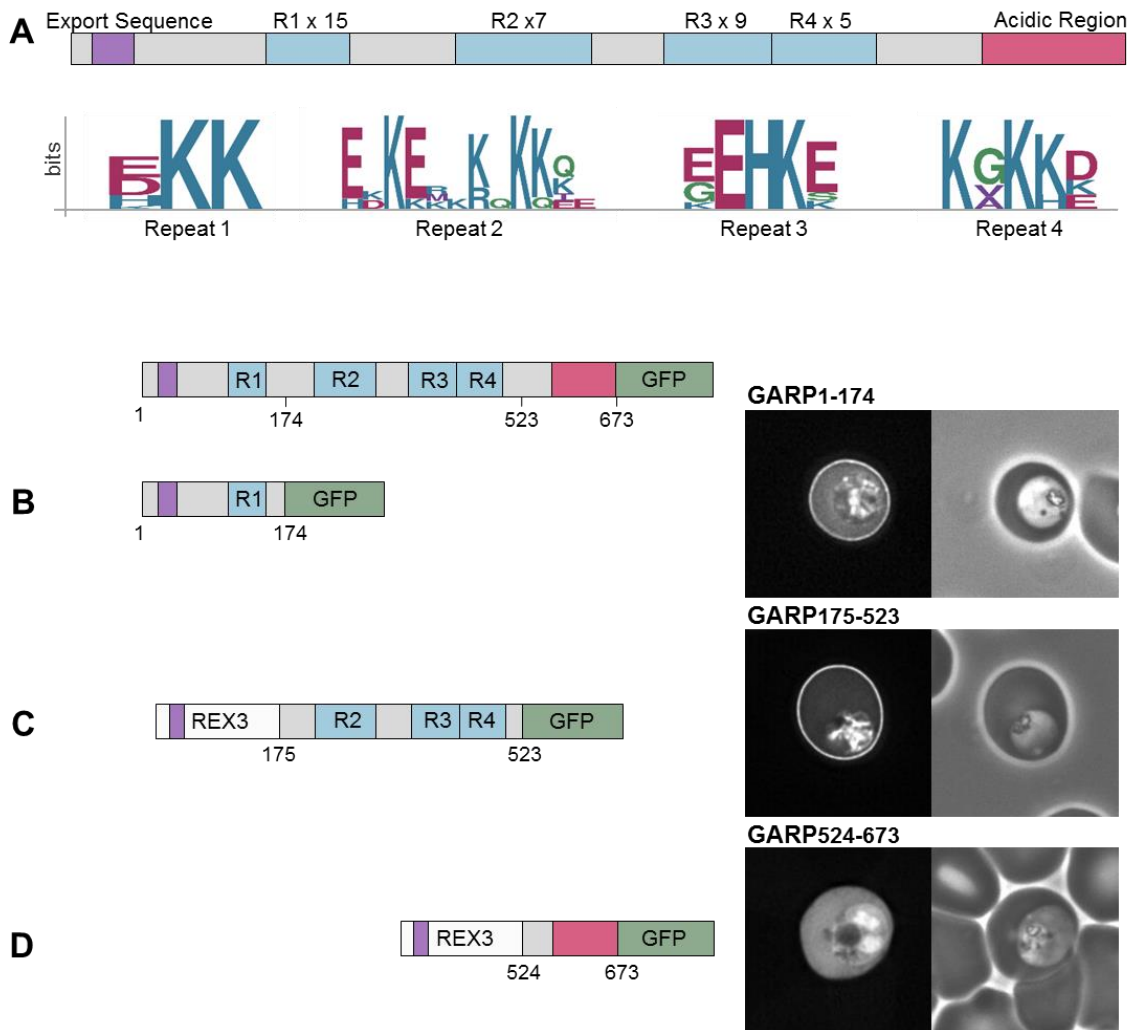 A
Export Sequence R1 x 15 R2 x7 R3 x 9 R4 x 5 Acidic Region
bits
Repeat 1 Repeat 2 Repeat 3 Repeat 4
R1 R2 R3 R4 GFP
1 174 523 673
B
R1 GFP
1 174
GARP1-174
C
REX3 R2 R3 R4 GFP
175 523
GARP175-523
D
REX3 GFP
524 673
GARP524-673